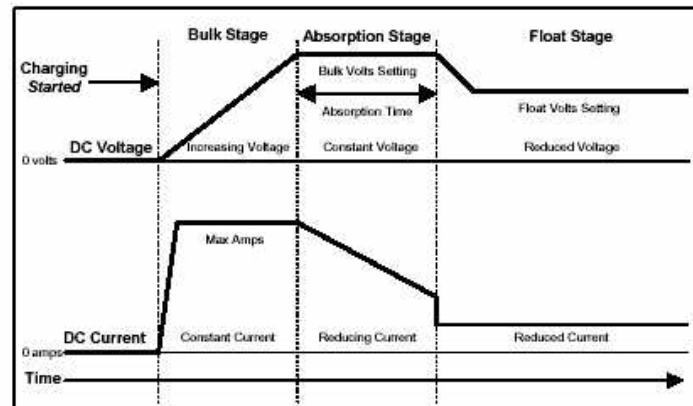 Bulk Stage
Absorption Stage
Float Stage
Charging
Started
Bulk Volts Setting
Absorption Time
Float Volts Setting
DC Voltage
Increasing Voltage
Constant Voltage
Reduced Voltage
0 volts
Max Amps
DC Current
Constant Current
Reducing Current
Reduced Current
0 amps
Time